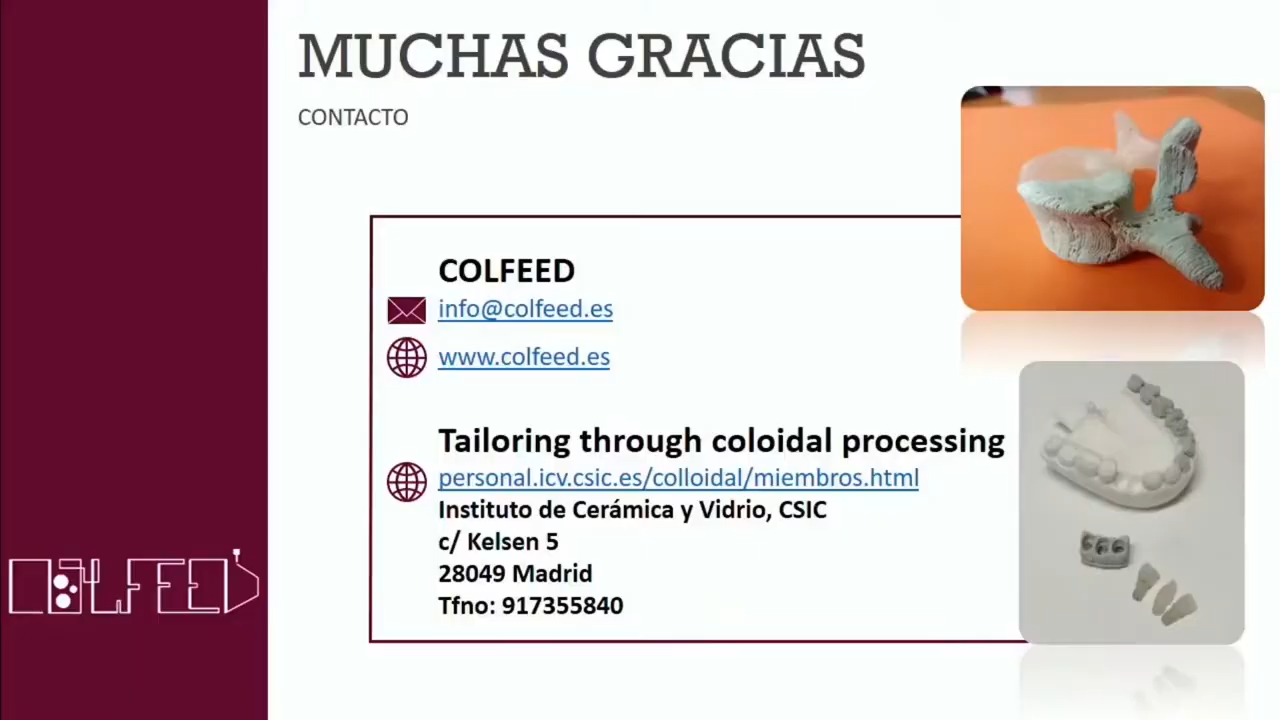 MUCHAS GRACIAS
CONTACTO
COLFEED
info@colfeed.es
www.colfeed.es
Tailoring through coloidal processing
personal.icv.csic.es/colloidal/miembros.html
Instituto de Cerámica y Vidrio, CSIC
c/ Kelsen 5
28049 Madrid
Tfno: 917355840
COLFEED